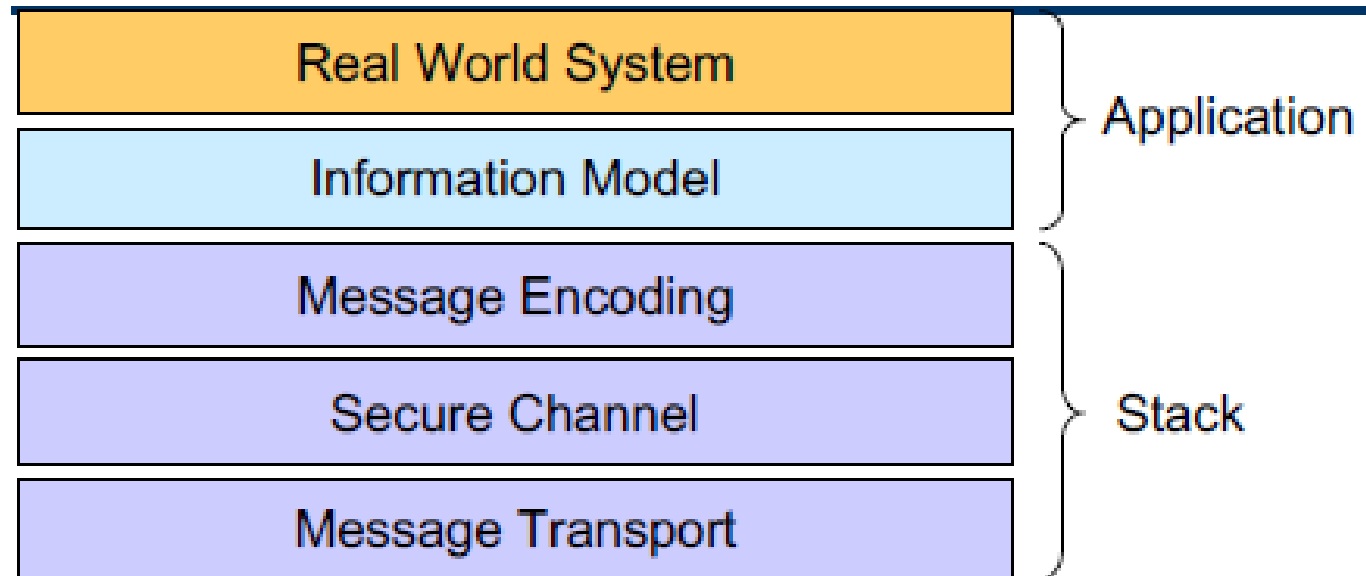 Real World System
Application
Information Model
Message Encoding
Secure Channel
Stack
Message Transport